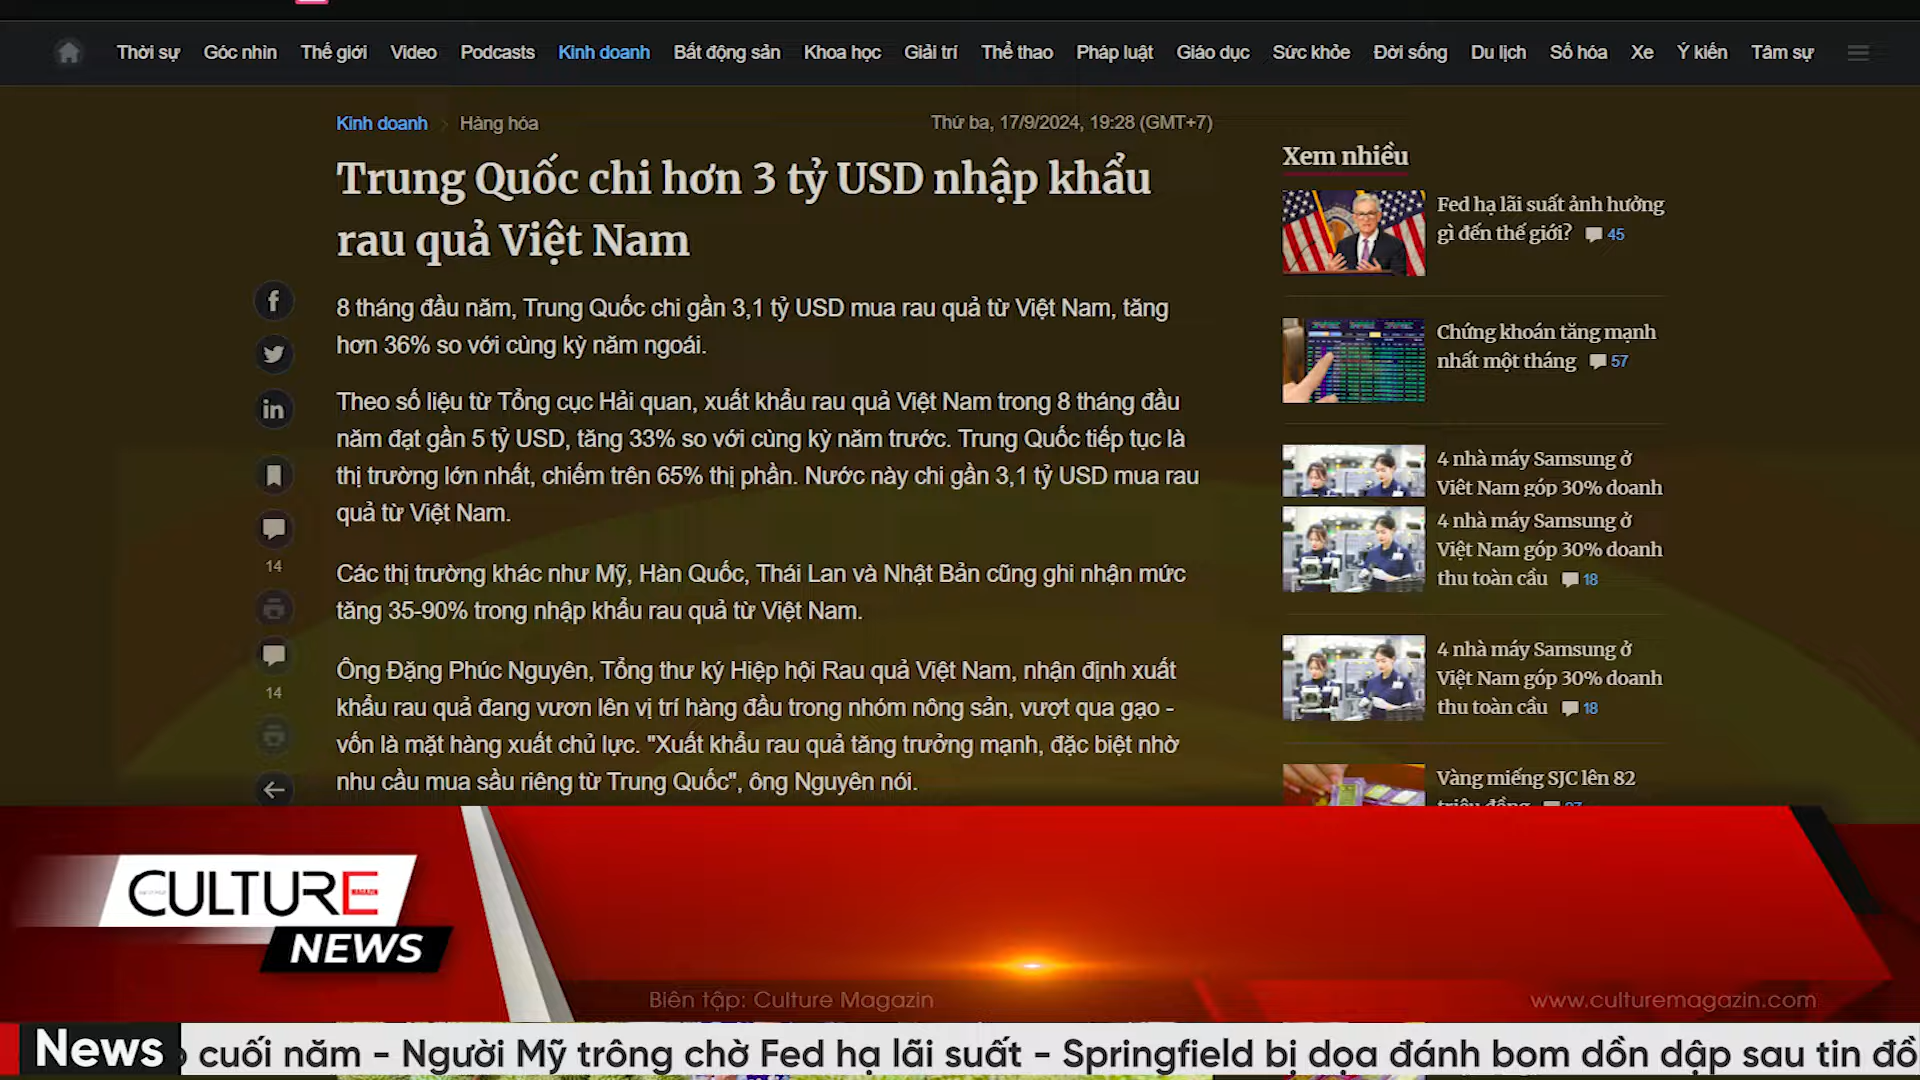 Thời sự Góc nhìn Thế giới Video Podcasts Kinh doanh Bất động sản Khoa học Giải trí Thể thao Pháp luật Giáo dục Sức khỏe Đời sống Du lịch Số hóa Xe Ý kiến Tâm sự
Kinh doanh Hàng hóa
Thứ ba, 17/9/2024, 19:28 (GMT+7)
Trung Quốc chi hơn 3 tỷ USD nhập khẩu
rau quả Việt Nam
8 tháng đầu năm, Trung Quốc chi gần 3,1 tỷ USD mua rau quả từ Việt Nam, tăng
hơn 36% so với cùng kỳ năm ngoái.
Theo số liệu từ Tổng cục Hải quan, xuất khẩu rau quả Việt Nam trong 8 tháng đầu
năm đạt gần 5 tỷ USD, tăng 33% so với cùng kỳ năm trước. Trung Quốc tiếp tục là
thị trường lớn nhất, chiếm trên 65% thị phần. Nước này chi gần 3,1 tỷ USD mua rau
quả từ Việt Nam.
Các thị trường khác như Mỹ, Hàn Quốc, Thái Lan và Nhật Bản cũng ghi nhận mức
tăng 35-90% trong nhập khẩu rau quả từ Việt Nam.
Ông Đặng Phúc Nguyên, Tổng thư ký Hiệp hội Rau quả Việt Nam, nhận định xuất
khẩu rau quả đang vươn lên vị trí hàng đầu trong nhóm nông sản, vượt qua gạo -
vốn là mặt hàng xuất chủ lực. "Xuất khẩu rau quả tăng trưởng mạnh, đặc biệt nhờ
nhu cầu mua sầu riêng từ Trung Quốc", ông Nguyên nói.
14
14
Xem nhiều
Fed hạ lãi suất ảnh hưởng
gì đến thế giới? 45
Chứng khoán tăng mạnh
nhất một tháng 57
4 nhà máy Samsung ở
Việt Nam góp 30% doanh
4 nhà máy Samsung ở
Việt Nam góp 30% doanh
thu toàn cầu 18
4 nhà máy Samsung ở
Việt Nam góp 30% doanh
thu toàn cầu 18
Vàng miếng SJC lên 82
triệu đồng
CULTURE
NEWS
Biên tập: Culture Magazin
www.culturemagazin.com
News
cuối năm - Người Mỹ trông chờ Fed hạ lãi suất - Springfield bị dọa đánh bom dồn dập sau tin đồ